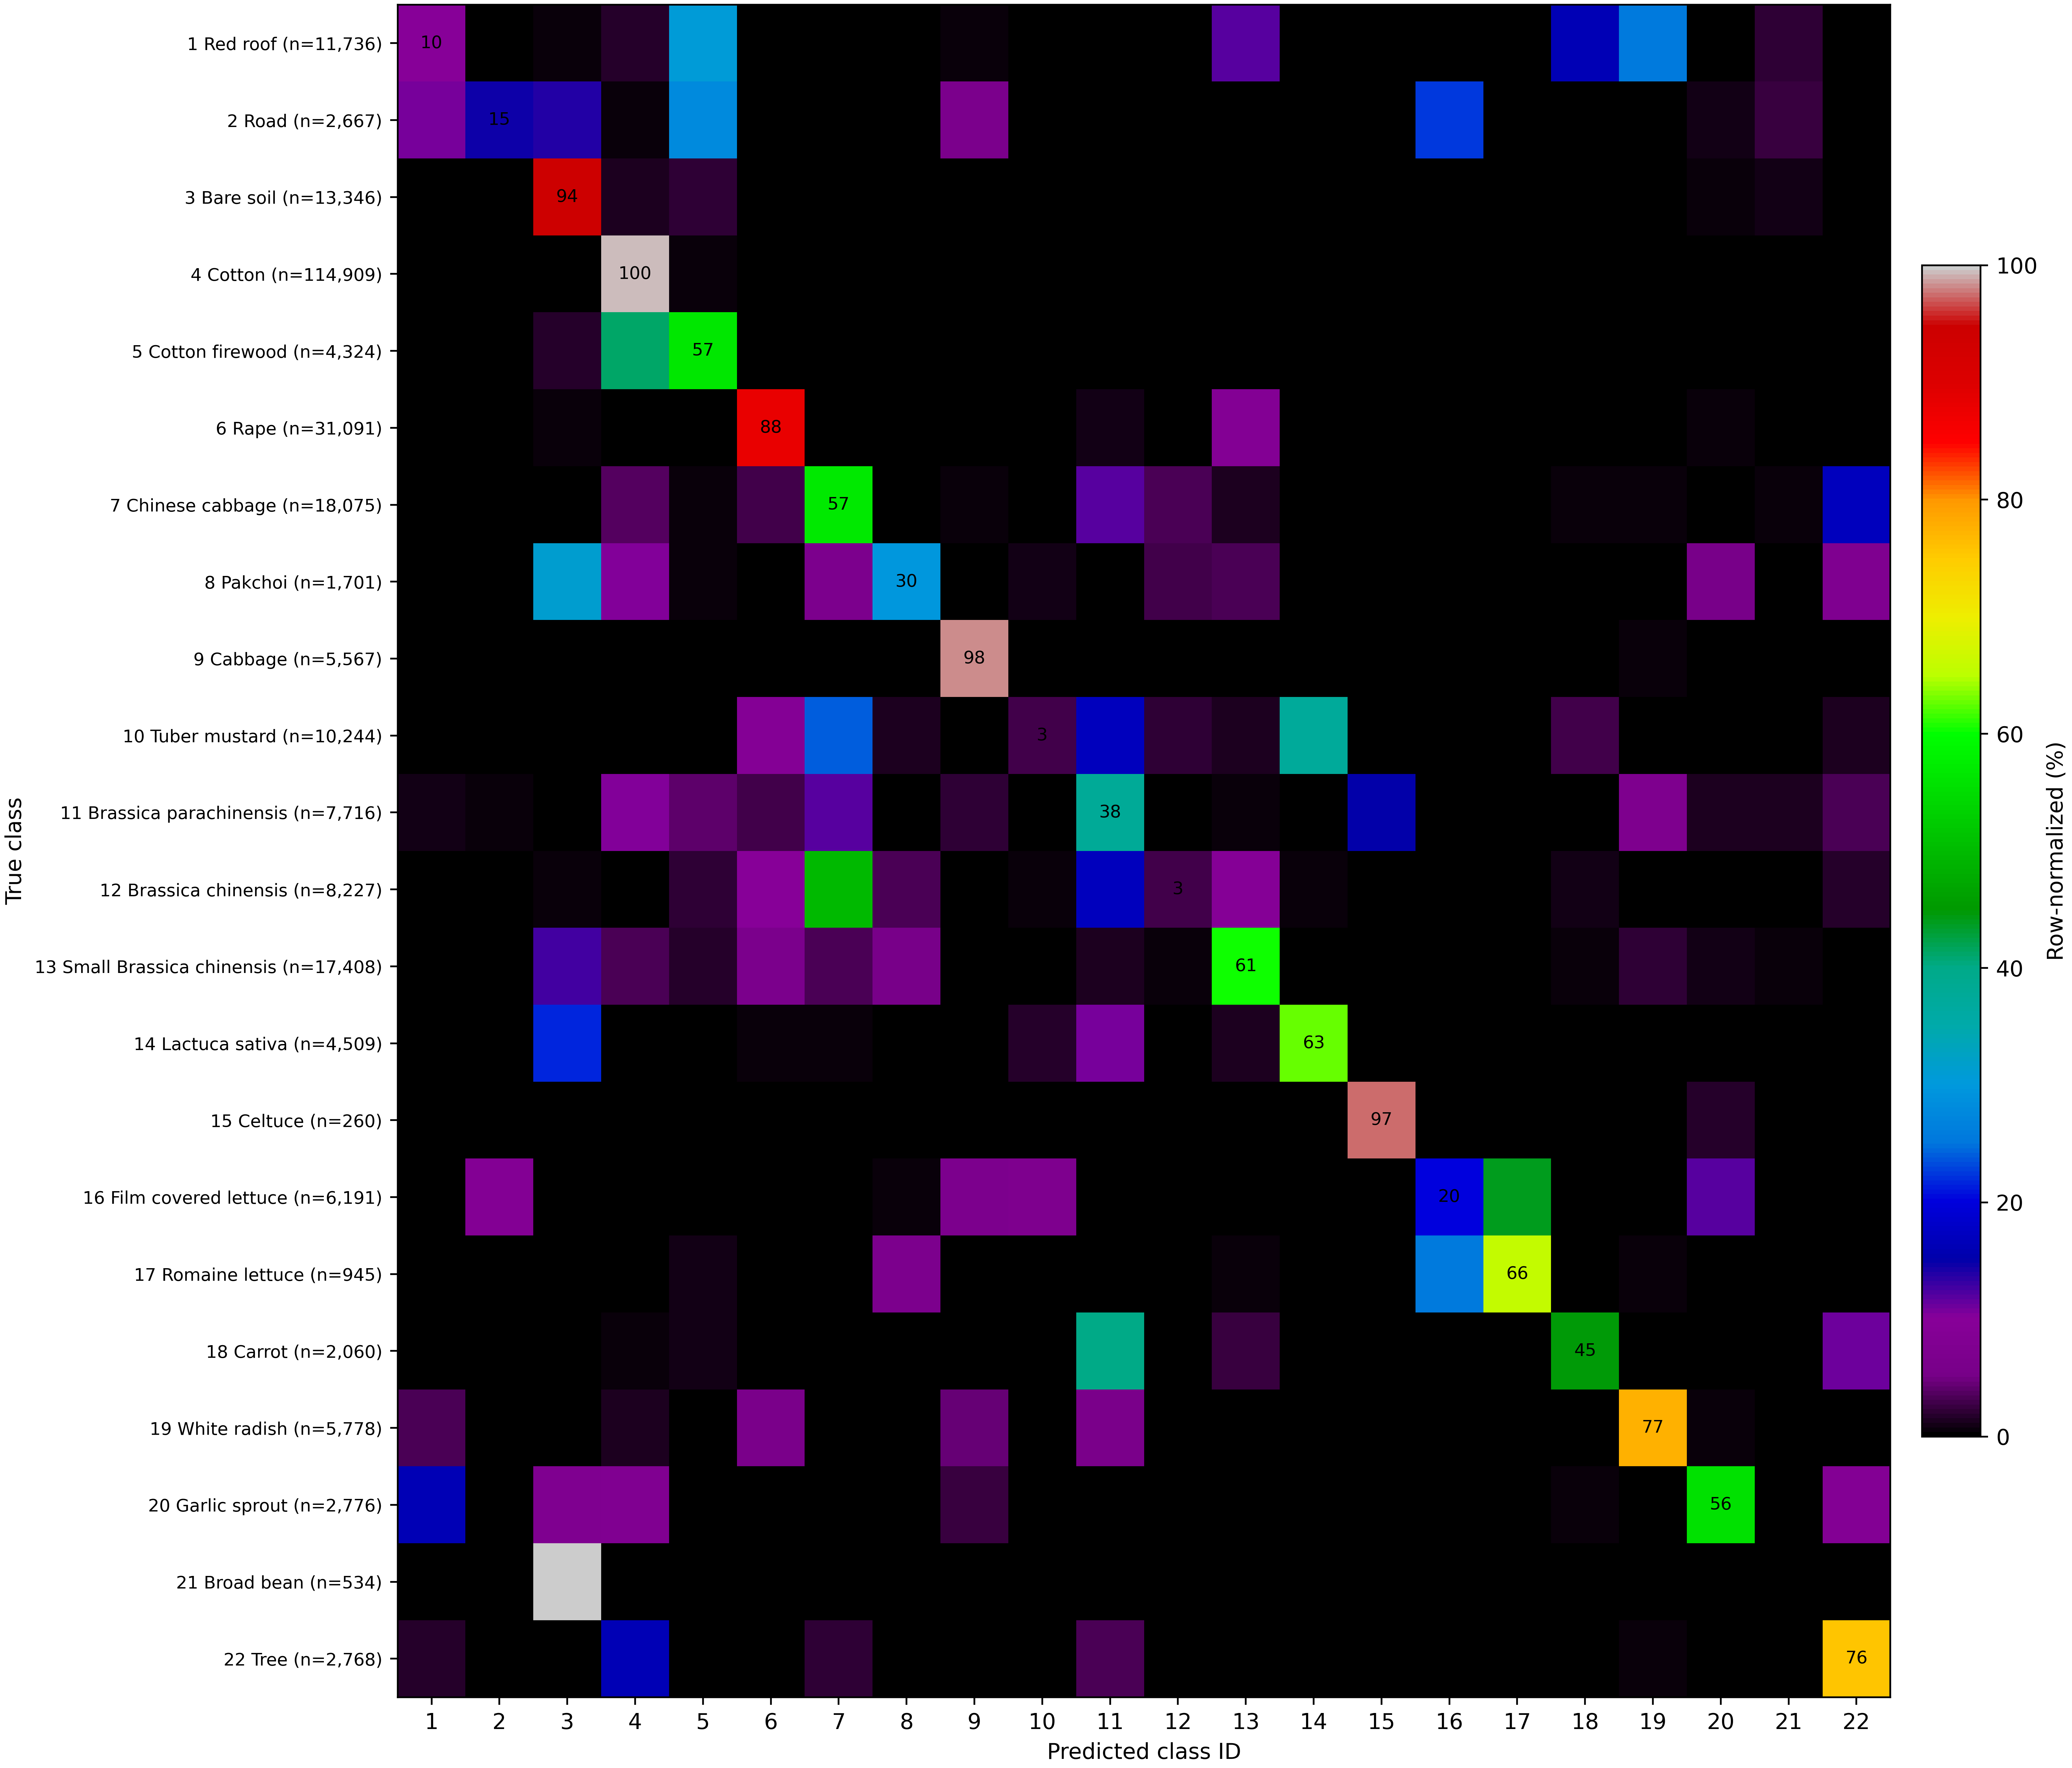 1 Red roof (n=11,736)
10
2 Road (n=2,667)
15
3 Bare soil (n=13,346)
94
4 Cotton (n=114,909)
100
5 Cotton firewood (n=4,324)
57
6 Rape (n=31,091)
88
7 Chinese cabbage (n=18,075)
57
8 Pakchoi (n=1,701)
30
9 Cabbage (n=5,567)
98
10 Tuber mustard (n=10,244)
3
11 Brassica parachinensis (n=7,716)
38
12 Brassica chinensis (n=8,227)
3
13 Small Brassica chinensis (n=17,408)
61
14 Lactuca sativa (n=4,509)
63
15 Celtuce (n=260)
97
16 Film covered lettuce (n=6,191)
20
17 Romaine lettuce (n=945)
66
18 Carrot (n=2,060)
45
19 White radish (n=5,778)
77
20 Garlic sprout (n=2,776)
56
21 Broad bean (n=534)
22 Tree (n=2,768)
76
True class
1 2 3 4 5 6 7 8 9 10 11 12 13 14 15 16 17 18 19 20 21 22
Predicted class ID
100
80
60
40
20
0
Row-normalized (%)